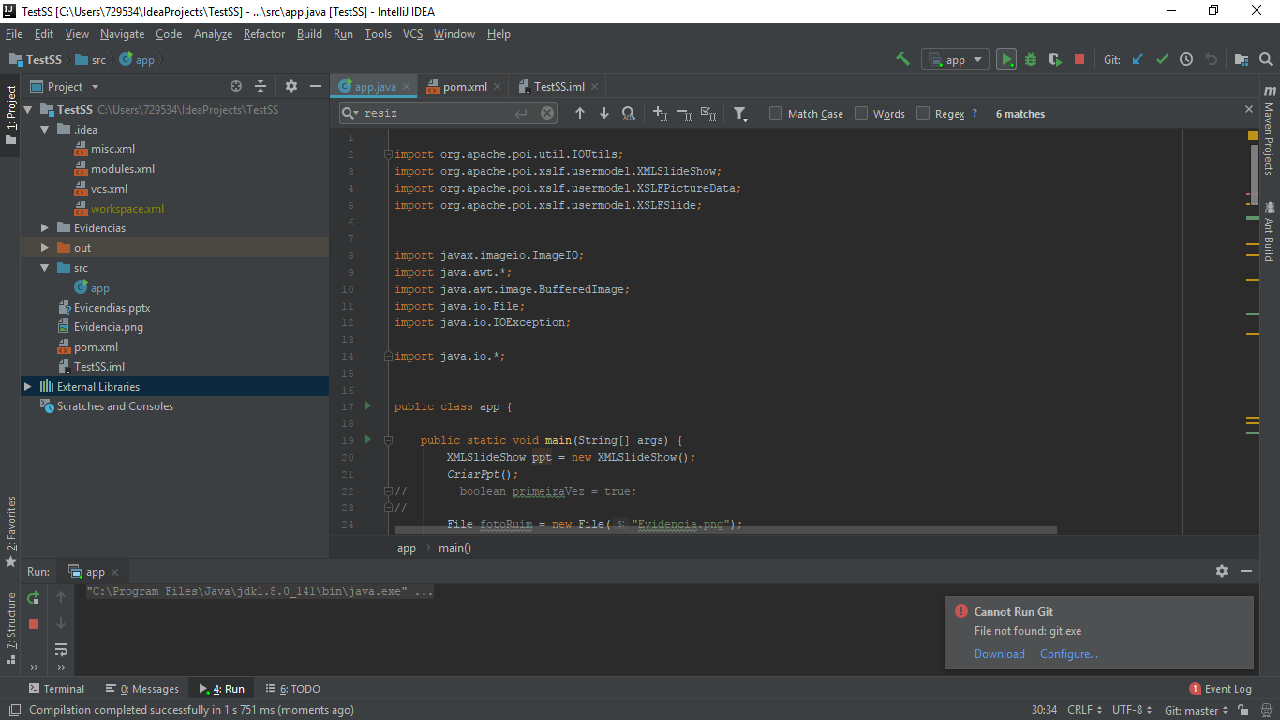 TestSS [C:\Users\729534\IdeaProjects\TestSS] - ...\src\app.java [TestSS] - IntelliJ IDEA
File Edit View Navigate Code Analyze Refactor Build Run Tools VCS Window Help
TestSS src app
app Git:
1: Project
Project
TestSS C:\Users\729534\IdeaProjects\TestSS
.idea
misc.xml
modules.xml
vcs.xml
workspace.xml
Evidencias
out
src
app
Evicendias.pptx
Evidencia.png
pom.xml
TestSS.iml
External Libraries
Scratches and Consoles
app.java pom.xml TestSS.iml
resiz
Match Case Words Regex ? 6 matches
1
2 import org.apache.poi.util.IOUtils;
3 import org.apache.poi.xslf.usermodel.XMLSlideShow;
4 import org.apache.poi.xslf.usermodel.XSLFPictureData;
5 import org.apache.poi.xslf.usermodel.XSLFSlide;
6
7
8 import javax.imageio.ImageIO;
9 import java.awt.*;
10 import java.awt.image.BufferedImage;
11 import java.io.File;
12 import java.io.IOException;
13
14 import java.io.*;
15
16
17 public class app {
18
19 public static void main(String[] args) {
20 XMLSlideShow ppt = new XMLSlideShow();
21 CriarPpt();
22 // boolean primeiraVez = true;
23 //
24 File fotoRuim = new File( s: "Evidencia.png");
app main()
Maven Projects
Ant Build
2: Favorites
7: Structure
Run: app
"C:\Program Files\Java\jdk1.8.0_141\bin\java.exe" ...
Cannot Run Git
File not found: git.exe
Download Configure...
Terminal 0: Messages 4: Run 6: TODO
1 Event Log
Compilation completed successfully in 1 s 751 ms (moments ago)
30:34 CRLF UTF-8 Git: master